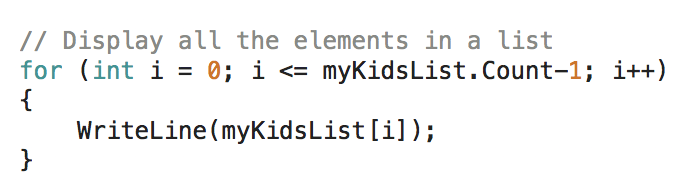 // Display all the elements in a list
for (int i = 0; i <= myKidsList.Count-1; i++)
{
    WriteLine(myKidsList[i]);
}